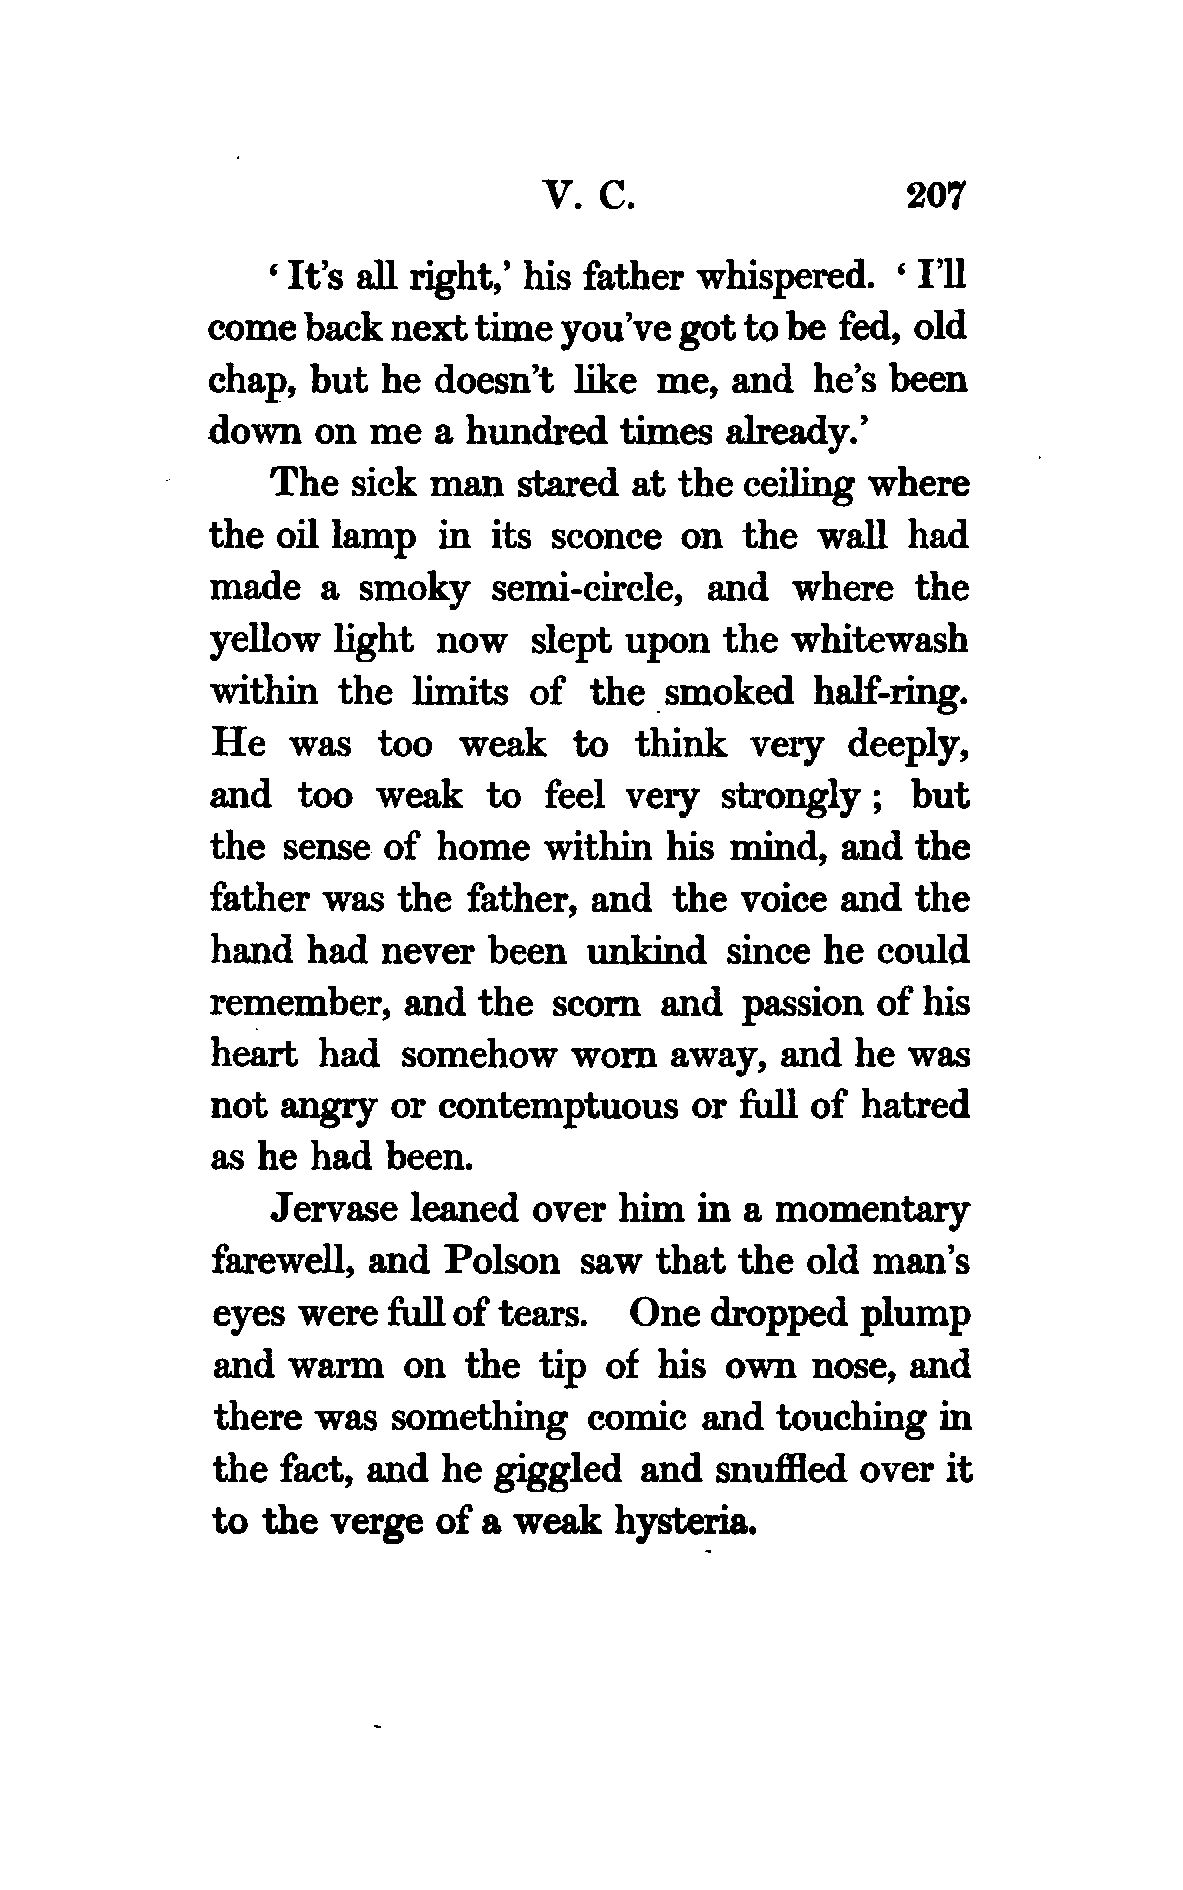 V. C. 207
‘ It's all right,’ his father whispered. ‘ I'll
come back next time you've got to be fed, old
chap, but he doesn't like me, and he's been
down on me a hundred times already.’
The sick man stared at the ceiling where
the oil lamp in its sconce on the wall had
made a smoky semi-circle, and where the
yellow light now slept upon the whitewash
within the limits of the smoked half-ring.
He was too weak to think very deeply,
and too weak to feel very strongly ; but
the sense of home within his mind, and the
father was the father, and the voice and the
hand had never been unkind since he could
remember, and the scorn and passion of his
heart had somehow worn away, and he was
not angry or contemptuous or full of hatred
as he had been.
Jervase leaned over him in a momentary
farewell, and Polson saw that the old man's
eyes were full of tears. One dropped plump
and warm on the tip of his own nose, and
there was something comic and touching in
the fact, and he giggled and snuffled over it
to the verge of a weak hysteria.